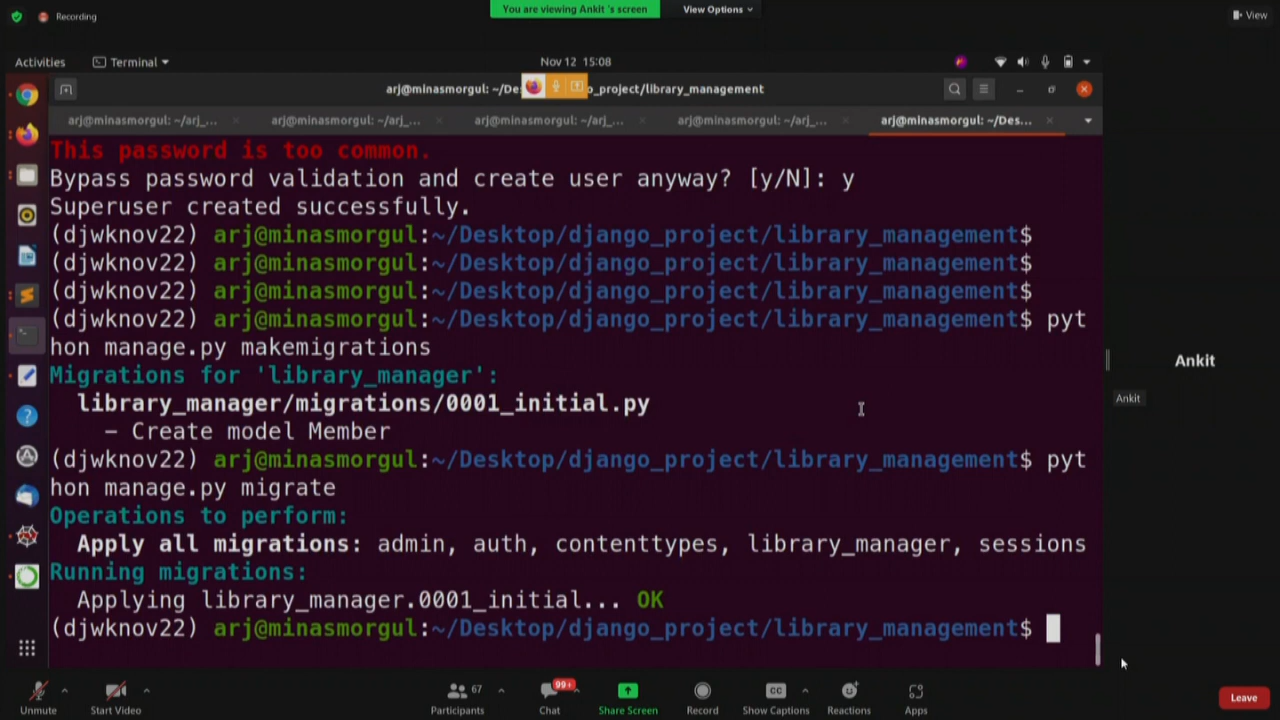 Recording
You are viewing Ankit 's screen
View Options
View
Activities
Terminal
Nov 12 15:08
arj@minasmorgul: ~/De
o_project/library_management
arj@minasmorgul: ~/arj_...
arj@minasmorgul: ~/arj_...
arj@minasmorgul: ~/arj_...
arj@minasmorgul: ~/arj_...
arj@minasmorgul: ~/Des...
This password is too common.
Bypass password validation and create user anyway? [y/N]: y
Superuser created successfully.
(djwknov22) arj@minasmorgul:~/Desktop/django_project/library_management$
(djwknov22) arj@minasmorgul:~/Desktop/django_project/library_management$
(djwknov22) arj@minasmorgul:~/Desktop/django_project/library_management$
(djwknov22) arj@minasmorgul:~/Desktop/django_project/library_management$ pyt
hon manage.py makemigrations
Migrations for 'library_manager':
library_manager/migrations/0001_initial.py
– Create model Member
(djwknov22) arj@minasmorgul:~/Desktop/django_project/library_management$ pyt
hon manage.py migrate
Operations to perform:
Apply all migrations: admin, auth, contenttypes, library_manager, sessions
Running migrations:
Applying library_manager.0001_initial... OK
(djwknov22) arj@minasmorgul:~/Desktop/django_project/library_management$
Ankit
Ankit
Unmute
Start Video
67
Participants
99+
Chat
Share Screen
Record
CC
Show Captions
Reactions
Apps
Leave